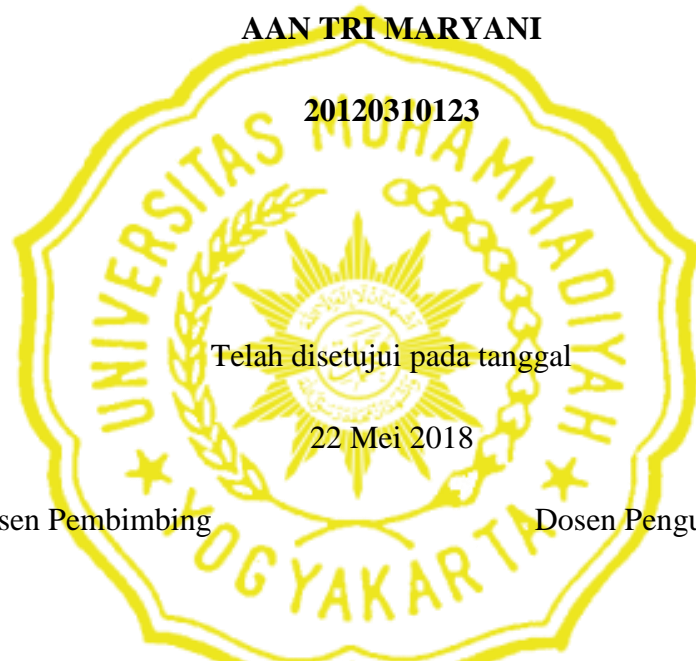 AAN TRI MARYANI
20120310123
UNIVERSITAS MUHAMMADIYAH
Telah disetujui pada tanggal
22 Mei 2018
sen Pembimbing Dosen Pengu
YOGYAKARTA